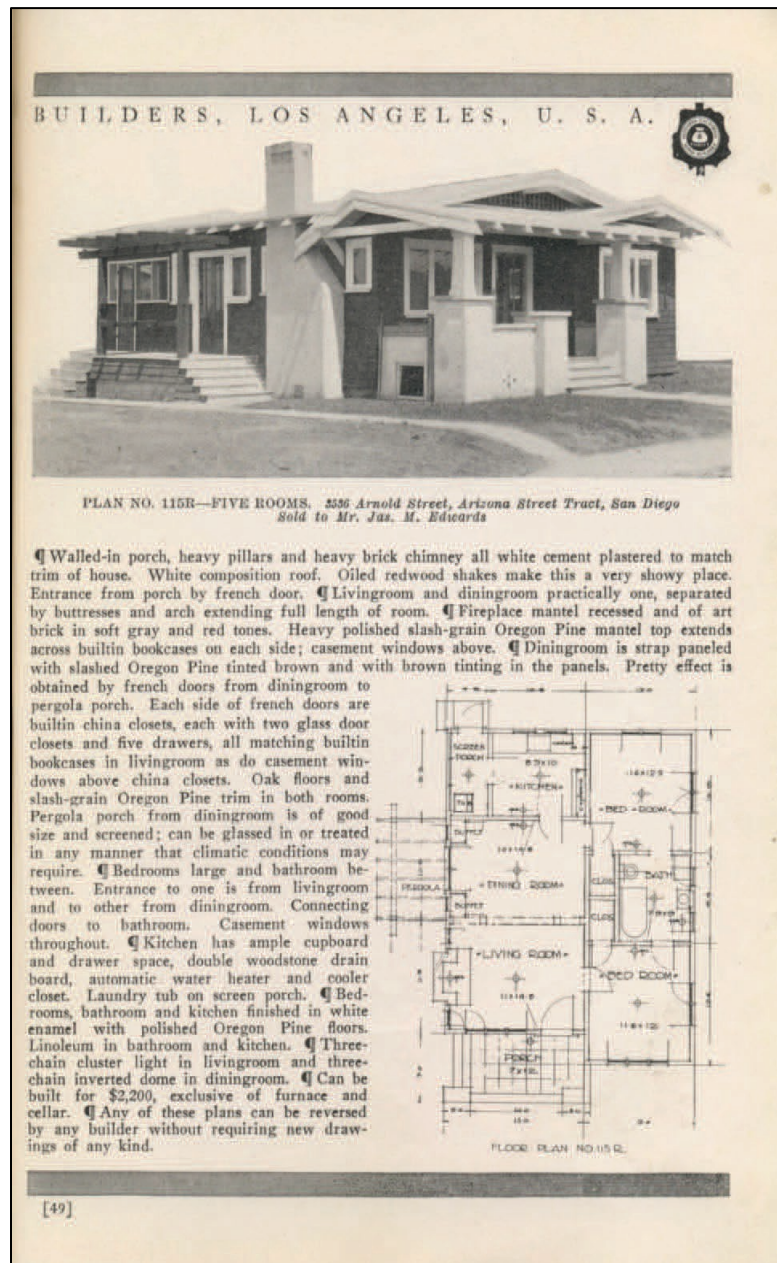 BUILDERS, LOS ANGELES, U. S. A.
PLAN NO. 115R—FIVE ROOMS. 3536 Arnold Street, Arizona Street Tract, San Diego
Sold to Mr. Jas. M. Edwards
¶ Walled-in porch, heavy pillars and heavy brick chimney all white cement plastered to match
trim of house. White composition roof. Oiled redwood shakes make this a very showy place.
Entrance from porch by french door. ¶ Livingroom and diningroom practically one, separated
by buttresses and arch extending full length of room. ¶ Fireplace mantel recessed and of art
brick in soft gray and red tones. Heavy polished slash-grain Oregon Pine mantel top extends
across builtin bookcases on each side; casement windows above. ¶ Diningroom is strap paneled
with slashed Oregon Pine tinted brown and with brown tinting in the panels. Pretty effect is
obtained by french doors from diningroom to
pergola porch. Each side of french doors are
builtin china closets, each with two glass door
closets and five drawers, all matching builtin
bookcases in livingroom as do casement win-
dows above china closets. Oak floors and
slash-grain Oregon Pine trim in both rooms.
Pergola porch from diningroom is of good
size and screened; can be glassed in or treated
in any manner that climatic conditions may
require. ¶ Bedrooms large and bathroom be-
tween. Entrance to one is from livingroom
and to other from diningroom. Connecting
doors to bathroom. Casement windows
throughout. ¶ Kitchen has ample cupboard
and drawer space, double woodstone drain
board, automatic water heater and cooler
closet. Laundry tub on screen porch. ¶ Bed-
rooms, bathroom and kitchen finished in white
enamel with polished Oregon Pine floors.
Linoleum in bathroom and kitchen. ¶ Three-
chain cluster light in livingroom and three-
chain inverted dome in diningroom. ¶ Can be
built for $2,200, exclusive of furnace and
cellar. ¶ Any of these plans can be reversed
by any builder without requiring new draw-
ings of any kind.
SCREEN
PORCH
KITCHEN
BED ROOM
BUFFET
DINING ROOM
PERGOLA
BUFFET
CLOS
BATH
CLOS
LIVING ROOM
BED ROOM
PORCH
FLOOR PLAN NO. 115 R.
[49]